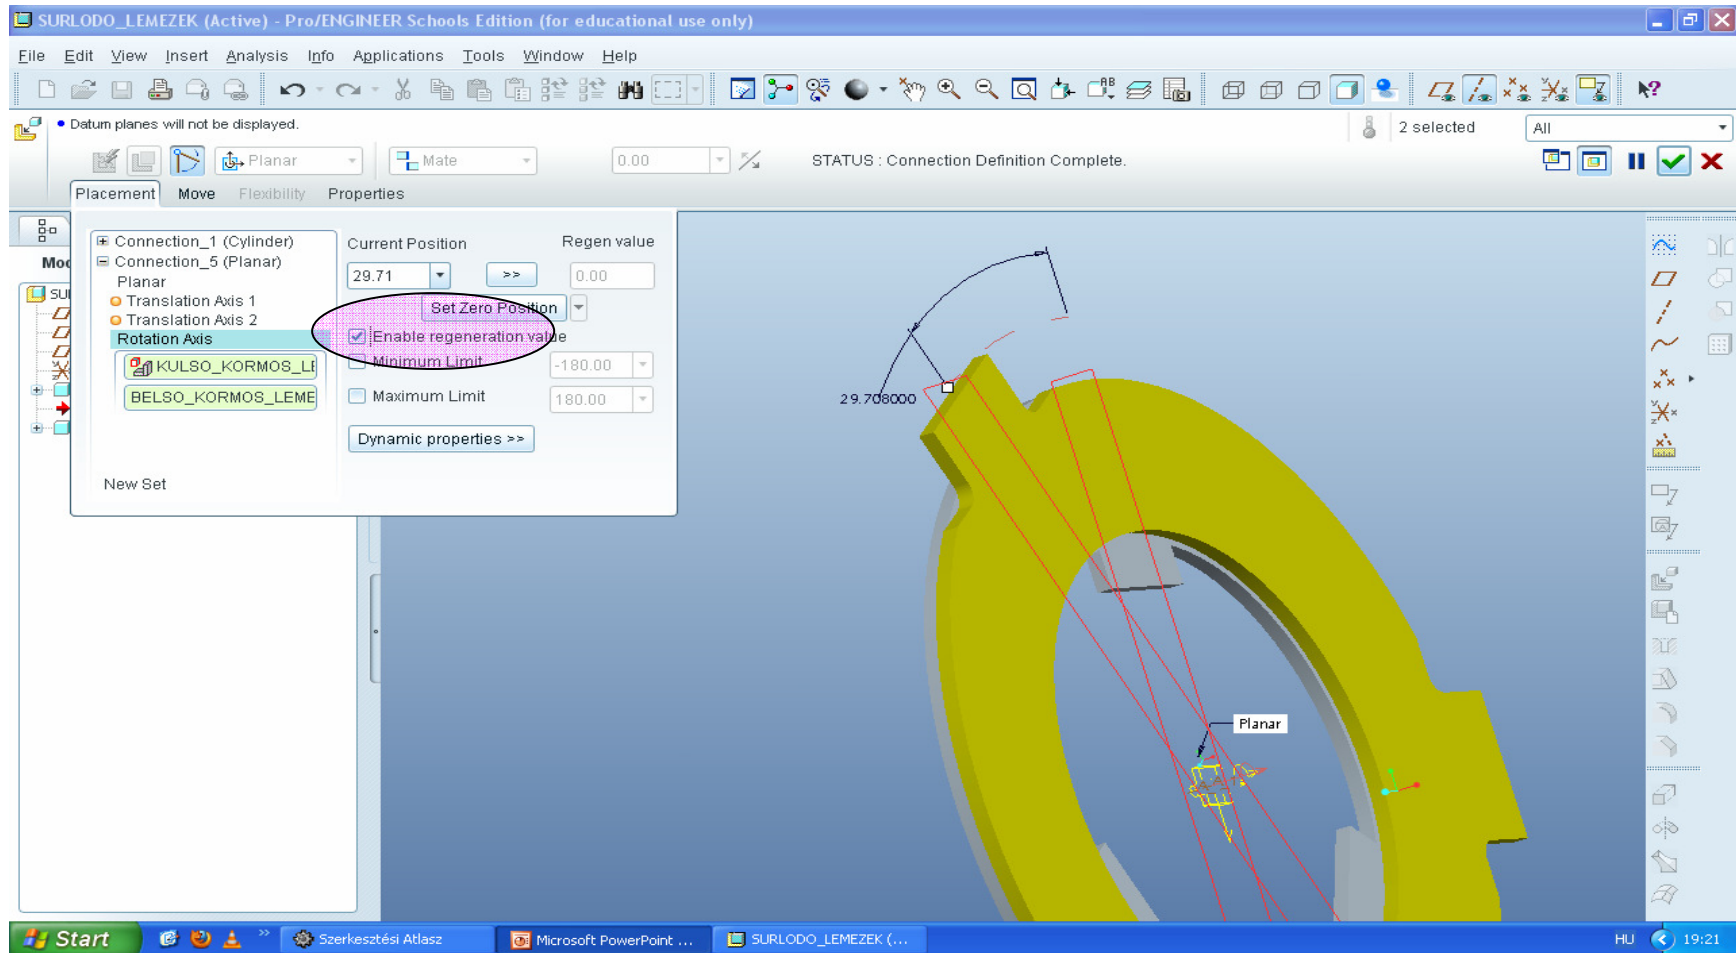 SURLODO_LEMEZEK (Active) - Pro/ENGINEER Schools Edition (for educational use only)
File Edit View Insert Analysis Info Applications Tools Window Help
• Datum planes will not be displayed.
2 selected
All
Planar
Mate
0.00
STATUS : Connection Definition Complete.
Placement Move Flexibility Properties
Connection_1 (Cylinder)
Connection_5 (Planar)
Planar
Translation Axis 1
Translation Axis 2
Rotation Axis
KULSO_KORMOS_LE
BELSO_KORMOS_LEME
New Set
Current Position
Regen value
29.71
>>
0.00
Set Zero Position
Enable regeneration value
Minimum Limit
-180.00
Maximum Limit
180.00
Dynamic properties >>
Moc
SUI
29.708000
Planar
Start
Szerkesztési Atlasz
Microsoft PowerPoint ...
SURLODO_LEMEZEK (...
HU
19:21